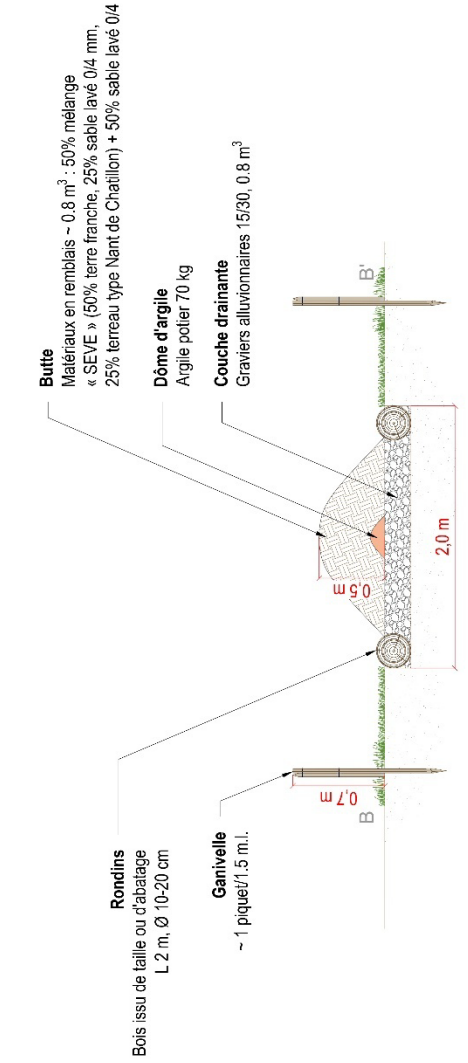 Butte
Matériaux en remblais ~ 0.8 m³ : 50% mélange
« SEVE » (50% terre franche, 25% sable lavé 0/4 mm,
25% terreau type Nant de Chatillon) + 50% sable lavé 0/4
Dôme d'argile
Argile potier 70 kg
Couche drainante
Graviers alluvionnaires 15/30, 0.8 m³
Rondins
Bois issu de taille ou d'abatage
L 2 m, Ø 10-20 cm
Ganivelle
~ 1 piquet/1.5 m.l.
0,7 m
0,5 m
B
B'
2,0 m